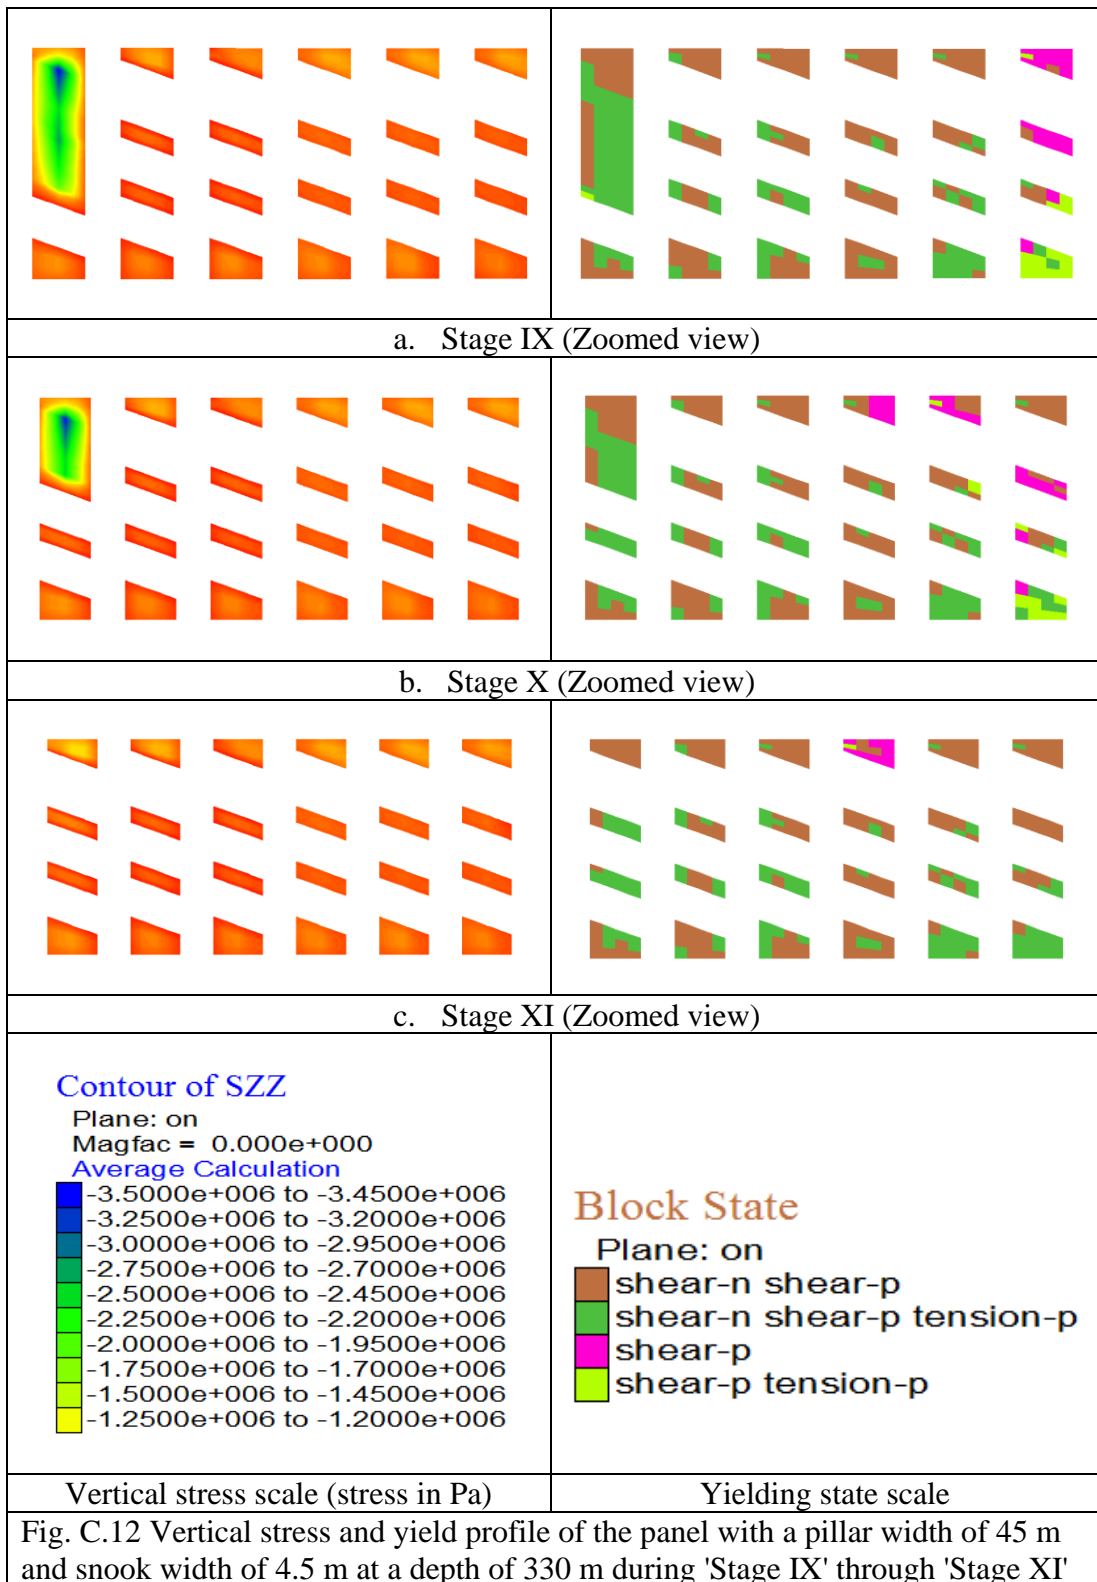 a. Stage IX (Zoomed view)
b. Stage X (Zoomed view)
c. Stage XI (Zoomed view)
Contour of SZZ
Plane: on
Magfac = 0.000e+000
Average Calculation
-3.5000e+006 to -3.4500e+006
-3.2500e+006 to -3.2000e+006
-3.0000e+006 to -2.9500e+006
-2.7500e+006 to -2.7000e+006
-2.5000e+006 to -2.4500e+006
-2.2500e+006 to -2.2000e+006
-2.0000e+006 to -1.9500e+006
-1.7500e+006 to -1.7000e+006
-1.5000e+006 to -1.4500e+006
-1.2500e+006 to -1.2000e+006
Block State
Plane: on
shear-n shear-p
shear-n shear-p tension-p
shear-p
shear-p tension-p
Vertical stress scale (stress in Pa)
Yielding state scale
Fig. C.12 Vertical stress and yield profile of the panel with a pillar width of 45 m
and snook width of 4.5 m at a depth of 330 m during 'Stage IX' through 'Stage XI'